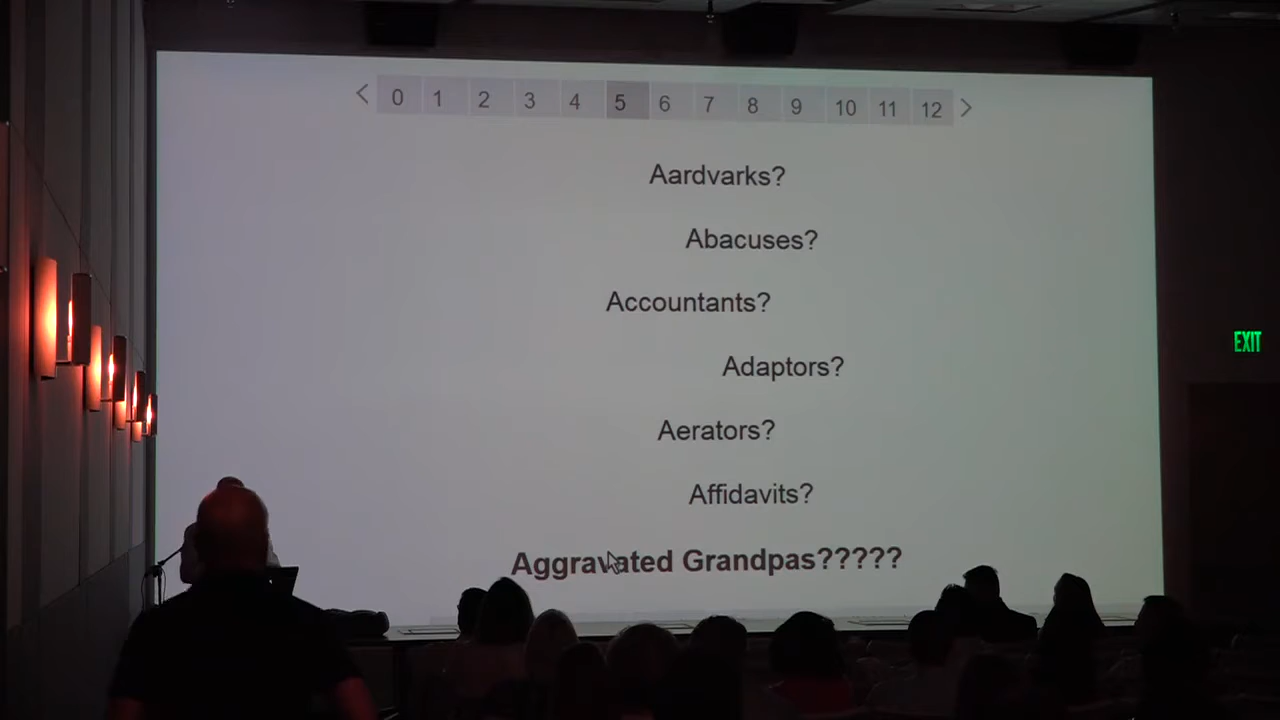 < 0 1 2 3 4 5 6 7 8 9 10 11 12 >
Aardvarks?
Abacuses?
Accountants?
Adaptors?
EXIT
Aerators?
Affidavits?
Aggravated Grandpas?????